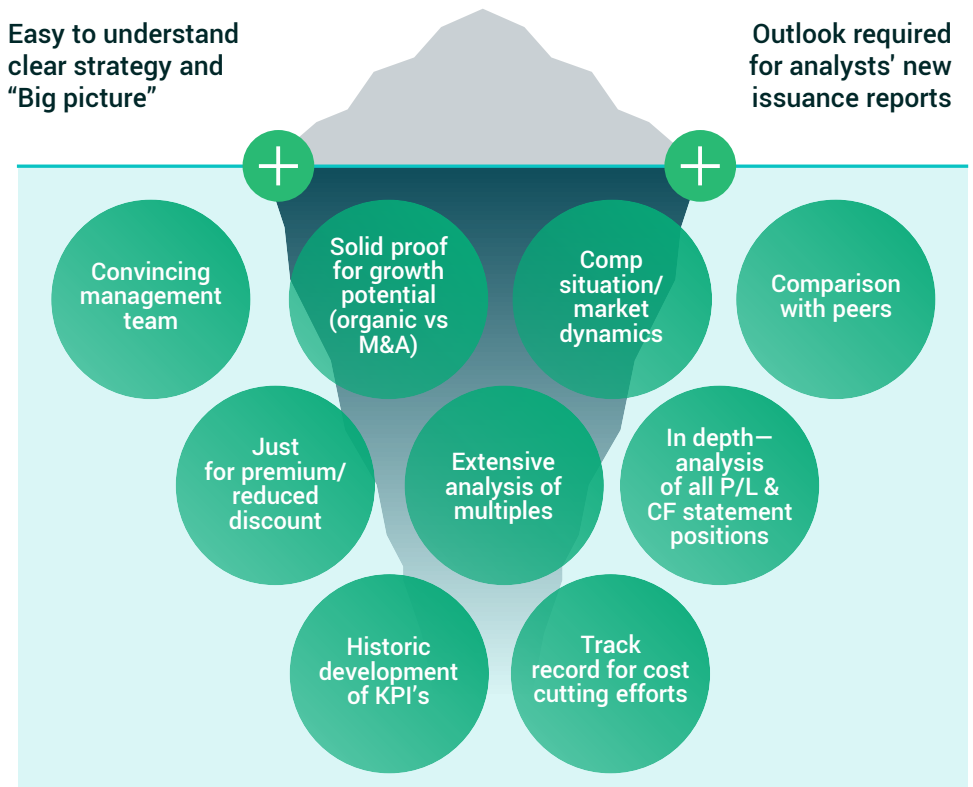 Easy to understand
clear strategy and
“Big picture”
Outlook required
for analysts' new
issuance reports
Convincing
management
team
Solid proof
for growth
potential
(organic vs
M&A)
Comp
situation/
market
dynamics
Comparison
with peers
Just
for premium/
reduced
discount
Extensive
analysis of
multiples
In depth—
analysis
of all P/L &
CF statement
positions
Historic
development
of KPI’s
Track
record for cost
cutting efforts